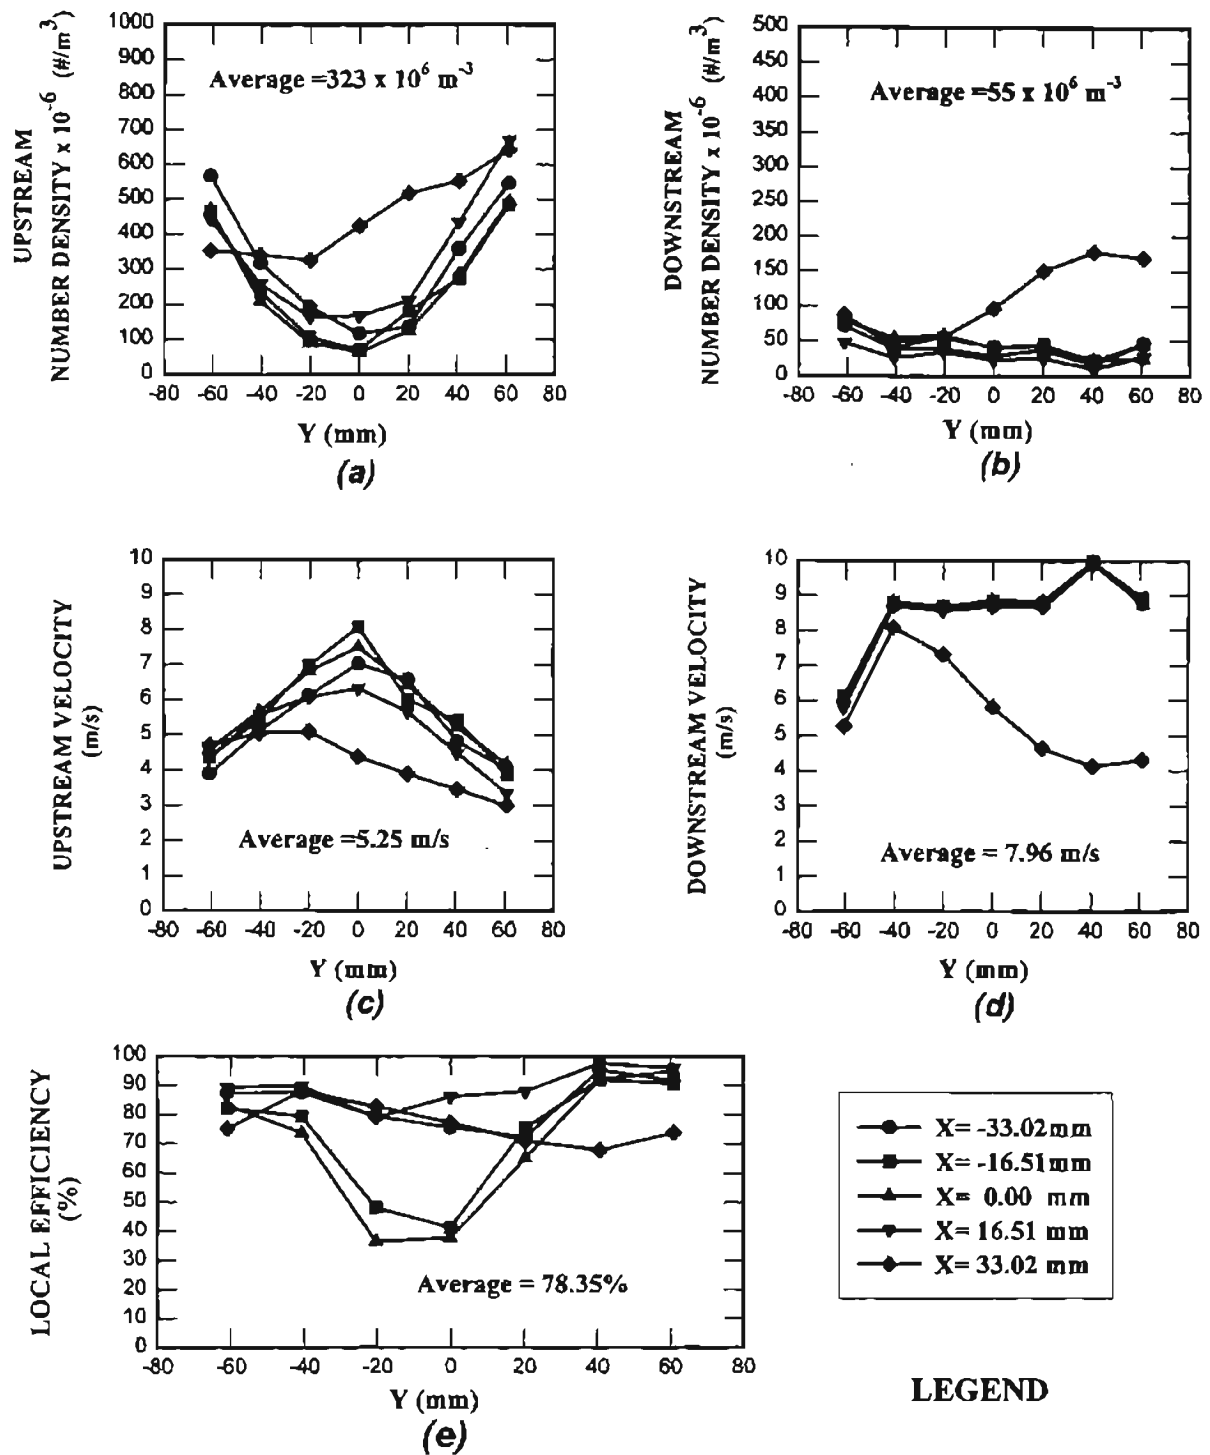 UPSTREAM
NUMBER DENSITY x 10^-6 (#/m^3)
1000
900
800
700
600
500
400
300
200
100
0
Average =323 x 10^6 m^-3
-80 -60 -40 -20 0 20 40 60 80
Y (mm)
(a)
DOWNSTREAM
NUMBER DENSITY x 10^-6 (#/m^3)
500
450
400
350
300
250
200
150
100
50
0
Average =55 x 10^6 m^-3
-80 -60 -40 -20 0 20 40 60 80
Y (mm)
(b)
UPSTREAM VELOCITY
(m/s)
10
9
8
7
6
5
4
3
2
1
0
Average =5.25 m/s
-80 -60 -40 -20 0 20 40 60 80
Y (mm)
(c)
DOWNSTREAM VELOCITY
(m/s)
10
9
8
7
6
5
4
3
2
1
0
Average = 7.96 m/s
-80 -60 -40 -20 0 20 40 60 80
Y (mm)
(d)
LOCAL EFFICIENCY
(%)
100
90
80
70
60
50
40
30
20
10
0
Average = 78.35%
-80 -60 -40 -20 0 20 40 60 80
Y (mm)
(e)
X= -33.02 mm
X= -16.51 mm
X= 0.00 mm
X= 16.51 mm
X= 33.02 mm
LEGEND